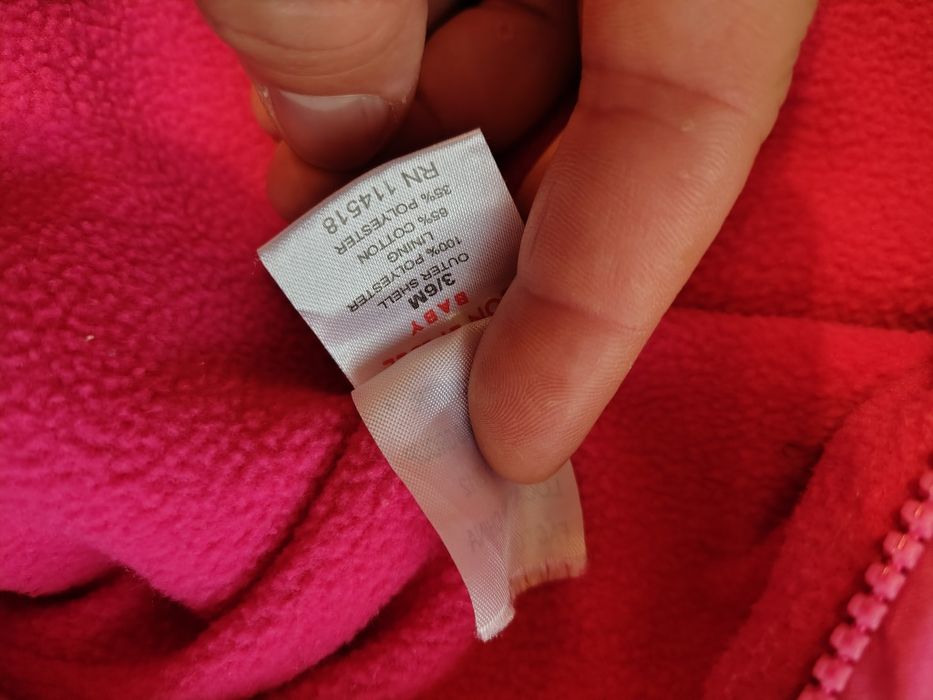 BABY
3/6M
OUTER SHELL
100% POLYESTER
LINING
65% COTTON
35% POLYESTER
RN 114518